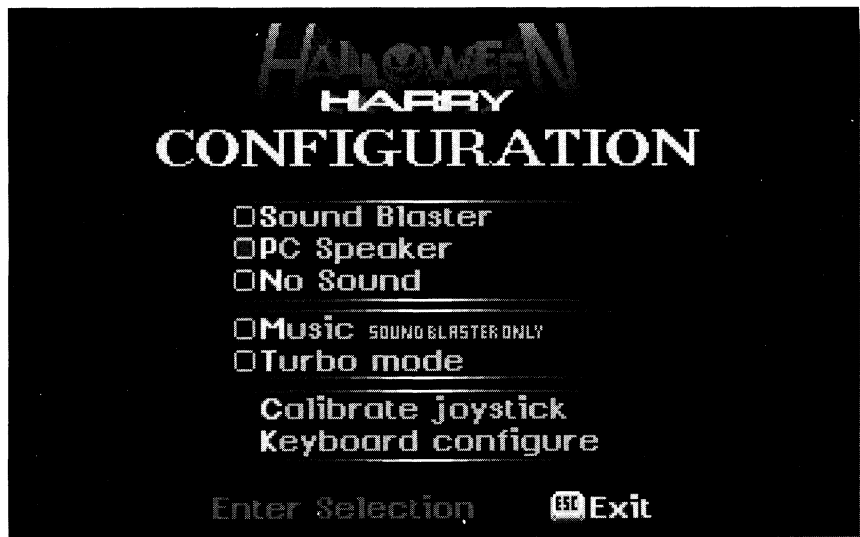 HALLOWEEN
HARRY
CONFIGURATION
Sound Blaster
PC Speaker
No Sound
Music SOUND BLASTER ONLY
Turbo mode
Calibrate joystick
Keyboard configure
Enter Selection ESC Exit